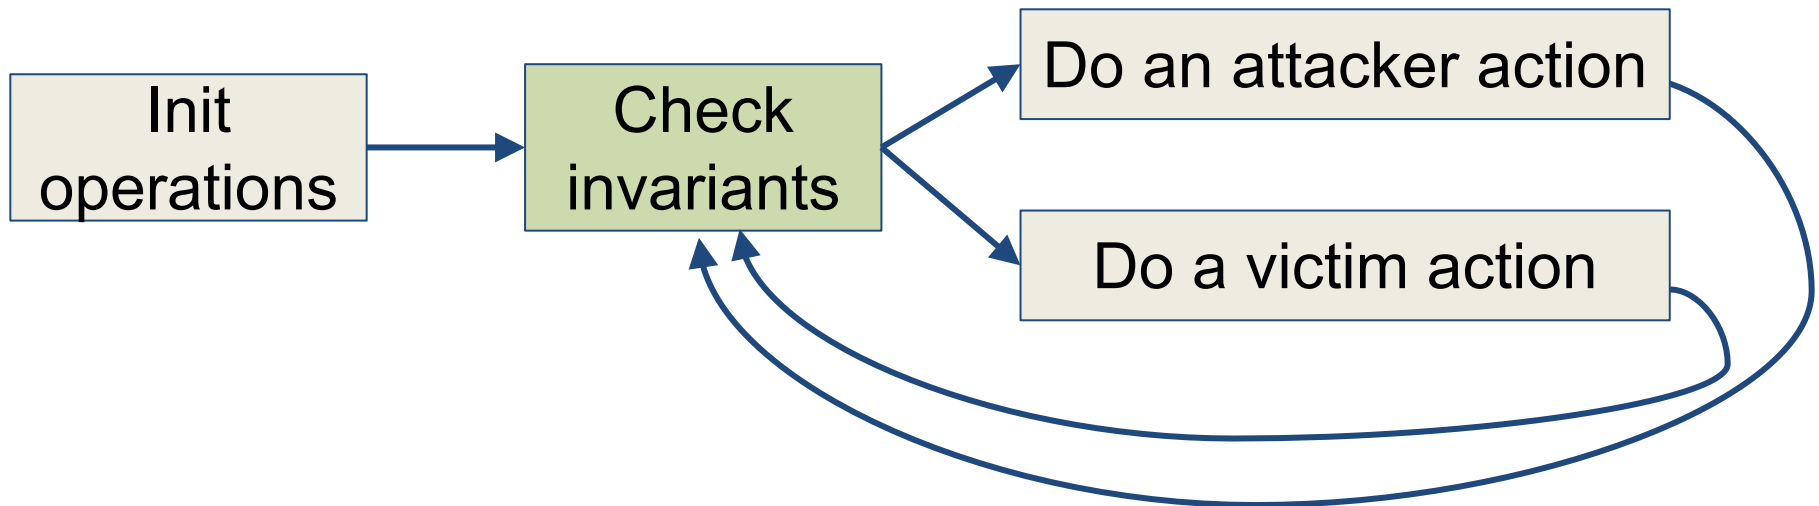 Init
operations
Check
invariants
Do an attacker action
Do a victim action